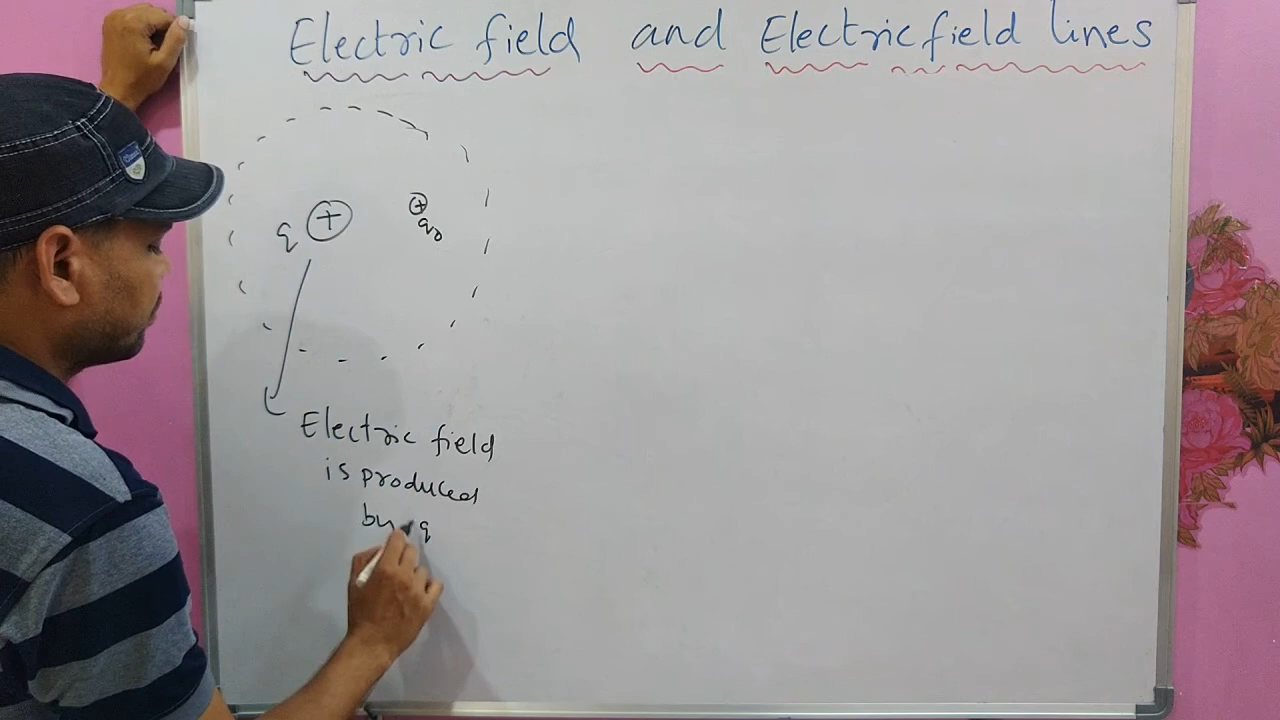 Electric field and Electric field lines
+
+
q
q0
Electric field
is produced
by q